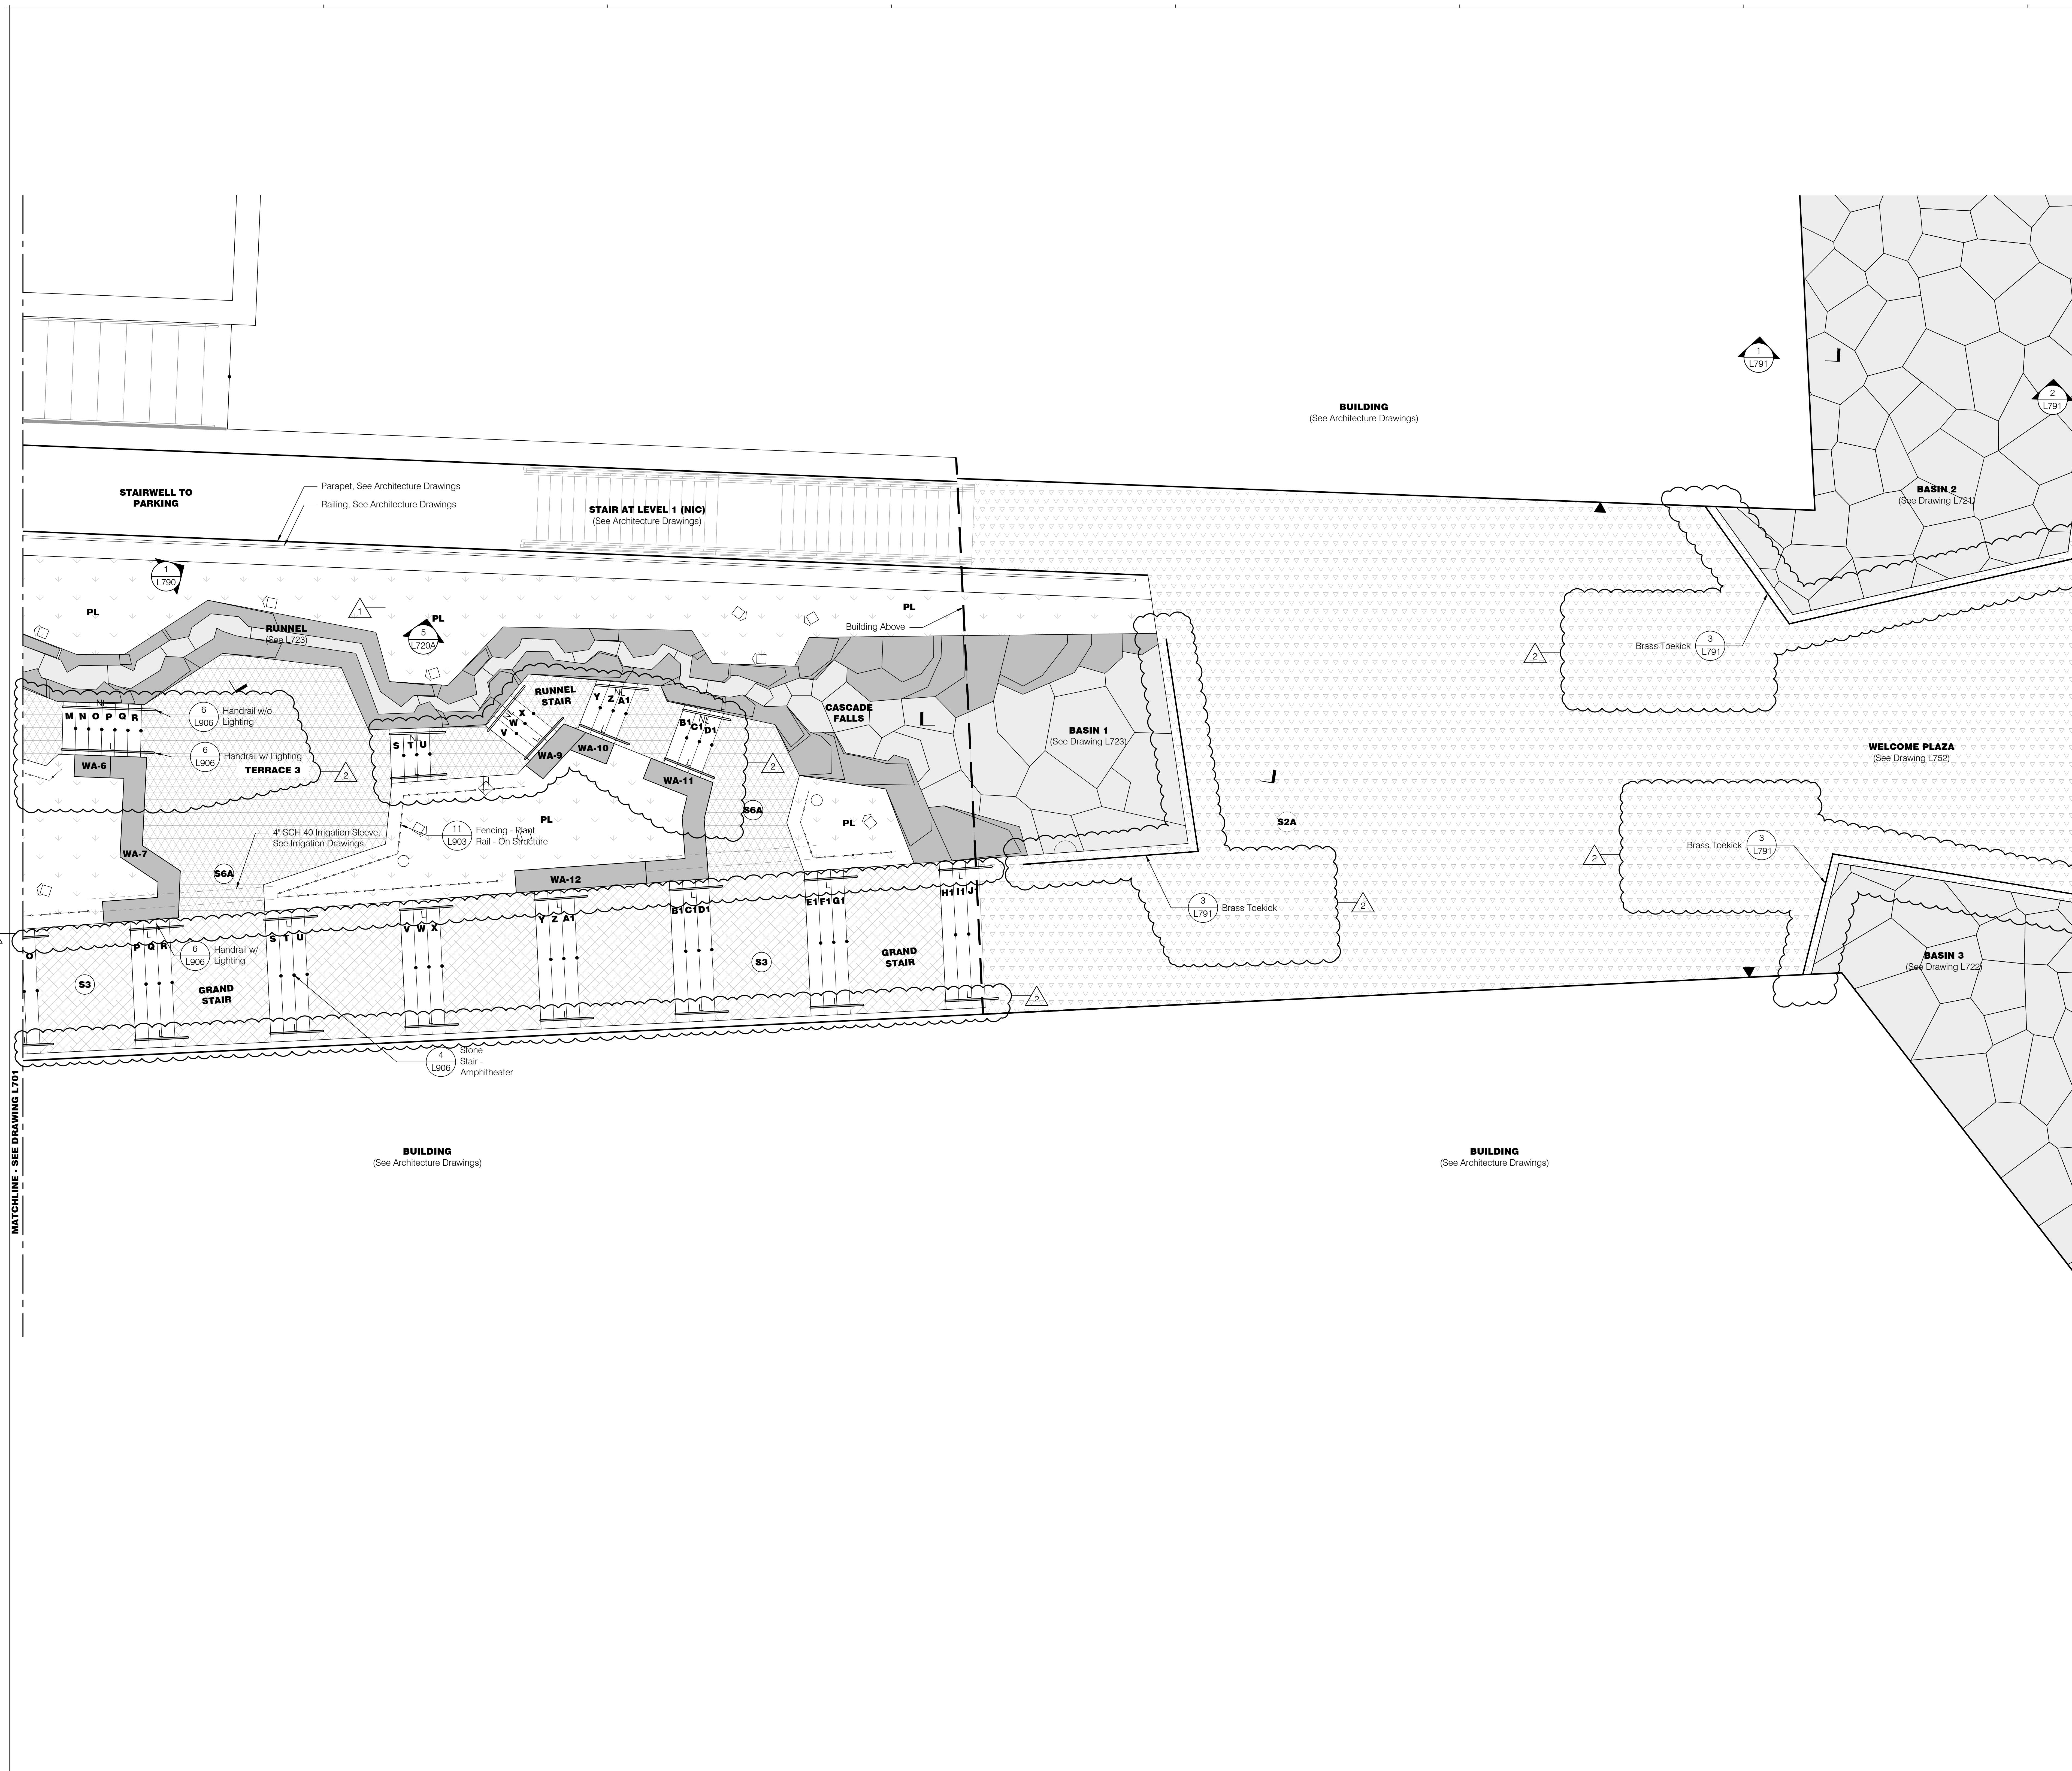 BUILDING
(See Architecture Drawings)
1
L791
2
L791
STAIRWELL TO
PARKING
Parapet, See Architecture Drawings
Railing, See Architecture Drawings
STAIR AT LEVEL 1 (NIC)
(See Architecture Drawings)
BASIN 2
(See Drawing L721)
1
L790
PL
RUNNEL
(See L723)
1
PL
5
L720A
PL
Building Above
Brass Toekick
3
L791
2
NL
M N O P Q R
L
6
L906
Handrail w/o
Lighting
6
L906
Handrail w/ Lighting
TERRACE 3
2
WA-6
NL
S T U
L
RUNNEL
STAIR
NL
V W X
L
NL
Y Z A1
L
NL
B1 C1 D1
L
WA-9
WA-10
WA-11
2
CASCADE
FALLS
BASIN 1
(See Drawing L723)
WELCOME PLAZA
(See Drawing L752)
4" SCH 40 Irrigation Sleeve,
See Irrigation Drawings
11
L903
Fencing - Plant
Rail - On Structure
PL
S6A
PL
S2A
WA-7
S6A
WA-12
Brass Toekick
3
L791
2
3
L791
Brass Toekick
2
O
L
P Q R
L
6
L906
Handrail w/
Lighting
L
S T U
L
V W X
L
Y Z A1
L
B1 C1 D1
L
E1 F1 G1
L
H1 I1 J1
S3
GRAND
STAIR
S3
GRAND
STAIR
BASIN 3
(See Drawing L722)
2
L
L
L
L
L
L
L
L
4
L906
Stone
Stair -
Amphitheater
MATCHLINE - SEE DRAWING L701
BUILDING
(See Architecture Drawings)
BUILDING
(See Architecture Drawings)